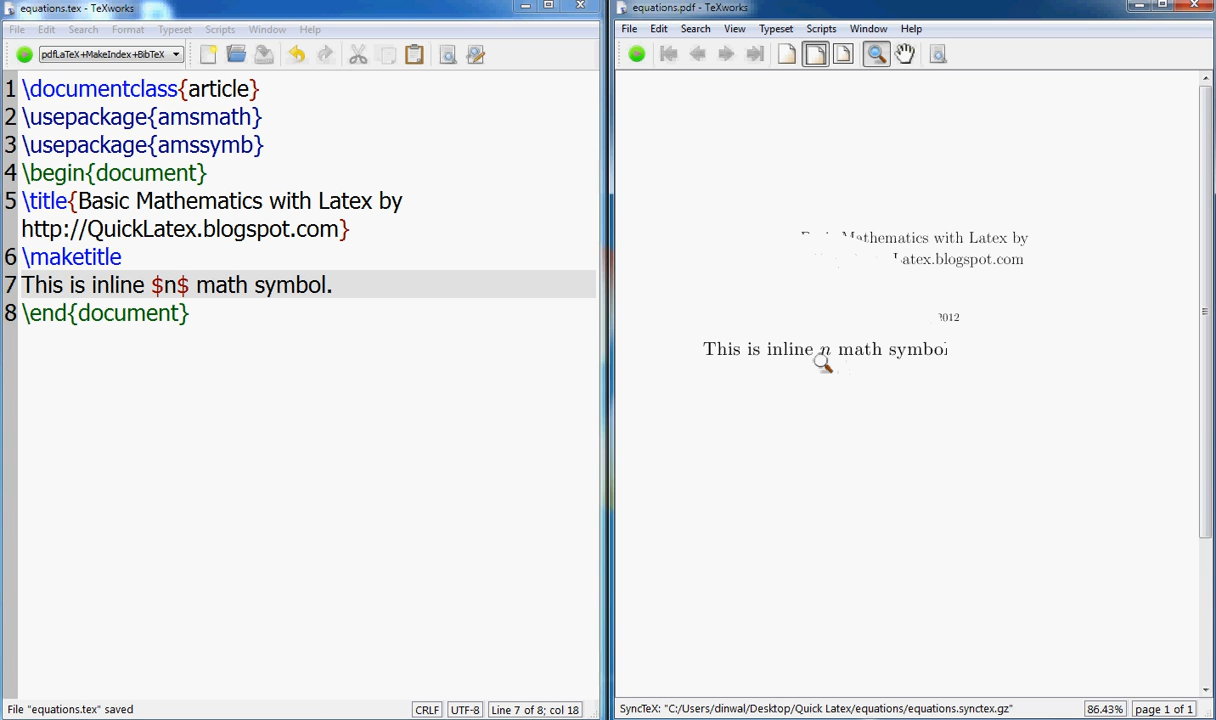 equations.tex - TeXworks
File Edit Search Format Typeset Scripts Window Help
pdfLaTeX+MakeIndex+BibTeX
1 \documentclass{article}
2 \usepackage{amsmath}
3 \usepackage{amssymb}
4 \begin{document}
5 \title{Basic Mathematics with Latex by
http://QuickLatex.blogspot.com}
6 \maketitle
7 This is inline $n$ math symbol.
8 \end{document}
File "equations.tex" saved
CRLF UTF-8 Line 7 of 8; col 18
equations.pdf - TeXworks
File Edit Search View Typeset Scripts Window Help
Mathematics with Latex by
Latex.blogspot.com
2012
This is inline n math symbol
SyncTeX: "C:/Users/dinwal/Desktop/Quick Latex/equations/equations.synctex.gz"
86.43% page 1 of 1